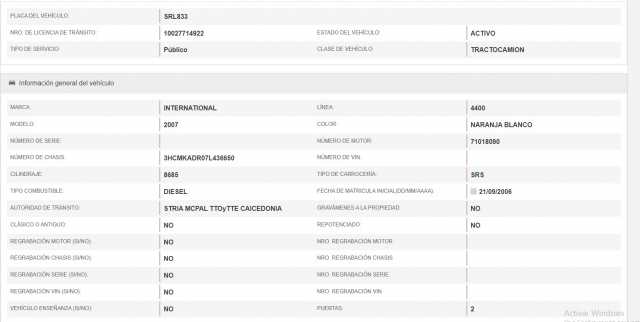 PLACA DEL VEHÍCULO: SRL833
NRO. DE LICENCIA DE TRÁNSITO: 10027714922 ESTADO DEL VEHÍCULO: ACTIVO
TIPO DE SERVICIO: Público CLASE DE VEHÍCULO: TRACTOCAMION
Información general del vehículo
MARCA: INTERNATIONAL LÍNEA: 4400
MODELO: 2007 COLOR: NARANJA BLANCO
NÚMERO DE SERIE: NÚMERO DE MOTOR: 71018080
NÚMERO DE CHASIS: 3HCMKADR07L436650 NÚMERO DE VIN:
CILINDRAJE: 8685 TIPO DE CARROCERÍA: SRS
TIPO COMBUSTIBLE: DIESEL FECHA DE MATRICULA INICIAL(DD/MM/AAAA): 21/09/2006
AUTORIDAD DE TRÁNSITO: STRIA MCPAL TTOyTTE CAICEDONIA GRAVÁMENES A LA PROPIEDAD: NO
CLÁSICO O ANTIGUO: NO REPOTENCIADO: NO
REGRABACIÓN MOTOR (SI/NO): NO NRO. REGRABACIÓN MOTOR
REGRABACIÓN CHASIS (SI/NO): NO NRO. REGRABACIÓN CHASIS
REGRABACIÓN SERIE (SI/NO): NO NRO. REGRABACIÓN SERIE
REGRABACIÓN VIN (SI/NO): NO NRO. REGRABACIÓN VIN
VEHÍCULO ENSEÑANZA (SI/NO): NO PUERTAS: 2
Activar Windows